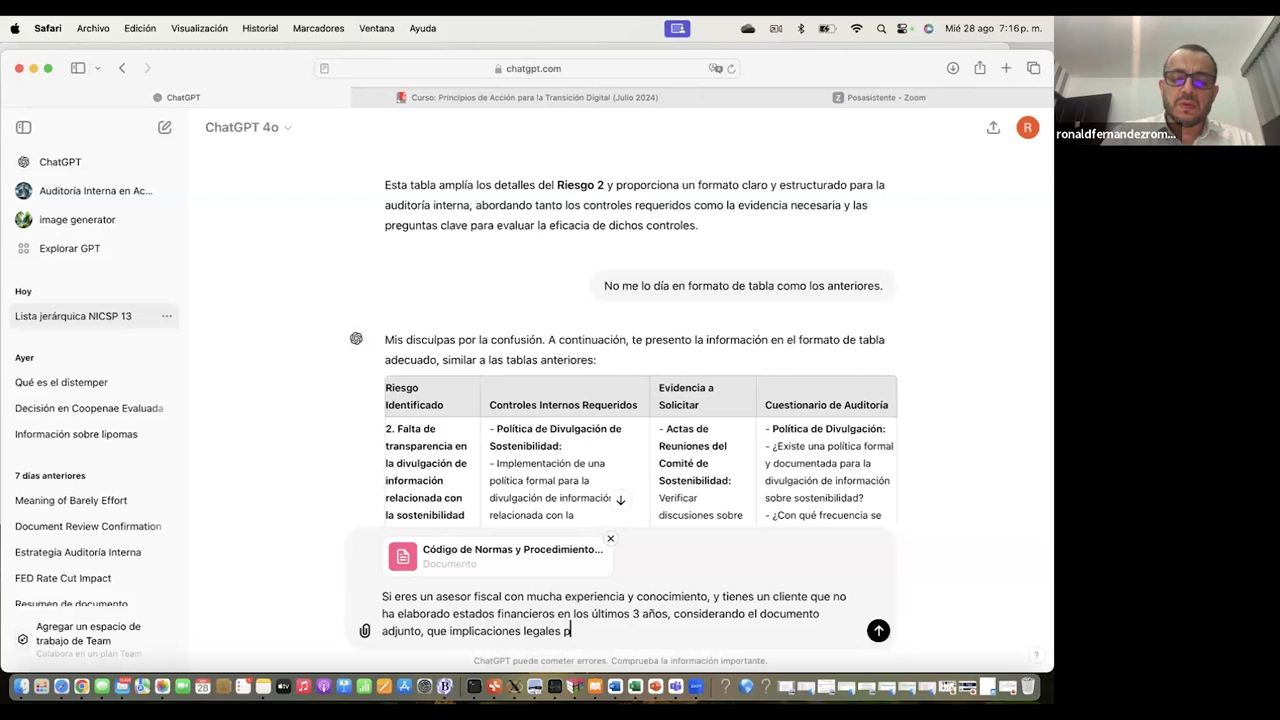 Safari Archivo Edición Visualización Historial Marcadores Ventana Ayuda
Mié 28 ago 7:16 p. m.
chatgpt.com
ChatGPT
Curso: Principios de Acción para la Transición Digital (Julio 2024)
Z Posasistente - Zoom
ronaldfernandezrom...
ChatGPT 4o
R
ChatGPT
Auditoría Interna en Ac...
image generator
Explorar GPT
Hoy
Lista jerárquica NICSP 13
Ayer
Qué es el distemper
Decisión en Coopenae Evaluada
Información sobre lipomas
7 días anteriores
Meaning of Barely Effort
Document Review Confirmation
Estrategia Auditoría Interna
FED Rate Cut Impact
Resumen de documento
Agregar un espacio de
trabajo de Team
Colabora en un plan Team
Esta tabla amplía los detalles del Riesgo 2 y proporciona un formato claro y estructurado para la
auditoría interna, abordando tanto los controles requeridos como la evidencia necesaria y las
preguntas clave para evaluar la eficacia de dichos controles.
No me lo día en formato de tabla como los anteriores.
Mis disculpas por la confusión. A continuación, te presento la información en el formato de tabla
adecuado, similar a las tablas anteriores:
Riesgo
Identificado
Controles Internos Requeridos
Evidencia a
Solicitar
Cuestionario de Auditoría
2. Falta de
transparencia en
la divulgación de
información
relacionada con
la sostenibilidad
- Política de Divulgación de
Sostenibilidad:
- Implementación de una
política formal para la
divulgación de información
relacionada con la
- Actas de
Reuniones del
Comité de
Sostenibilidad:
Verificar
discusiones sobre
- Política de Divulgación:
- ¿Existe una política formal
y documentada para la
divulgación de información
sobre sostenibilidad?
- ¿Con qué frecuencia se
Código de Normas y Procedimiento...
Documento
Si eres un asesor fiscal con mucha experiencia y conocimiento, y tienes un cliente que no
ha elaborado estados financieros en los últimos 3 años, considerando el documento
adjunto, que implicaciones legales p
ChatGPT puede cometer errores. Comprueba la información importante.
?